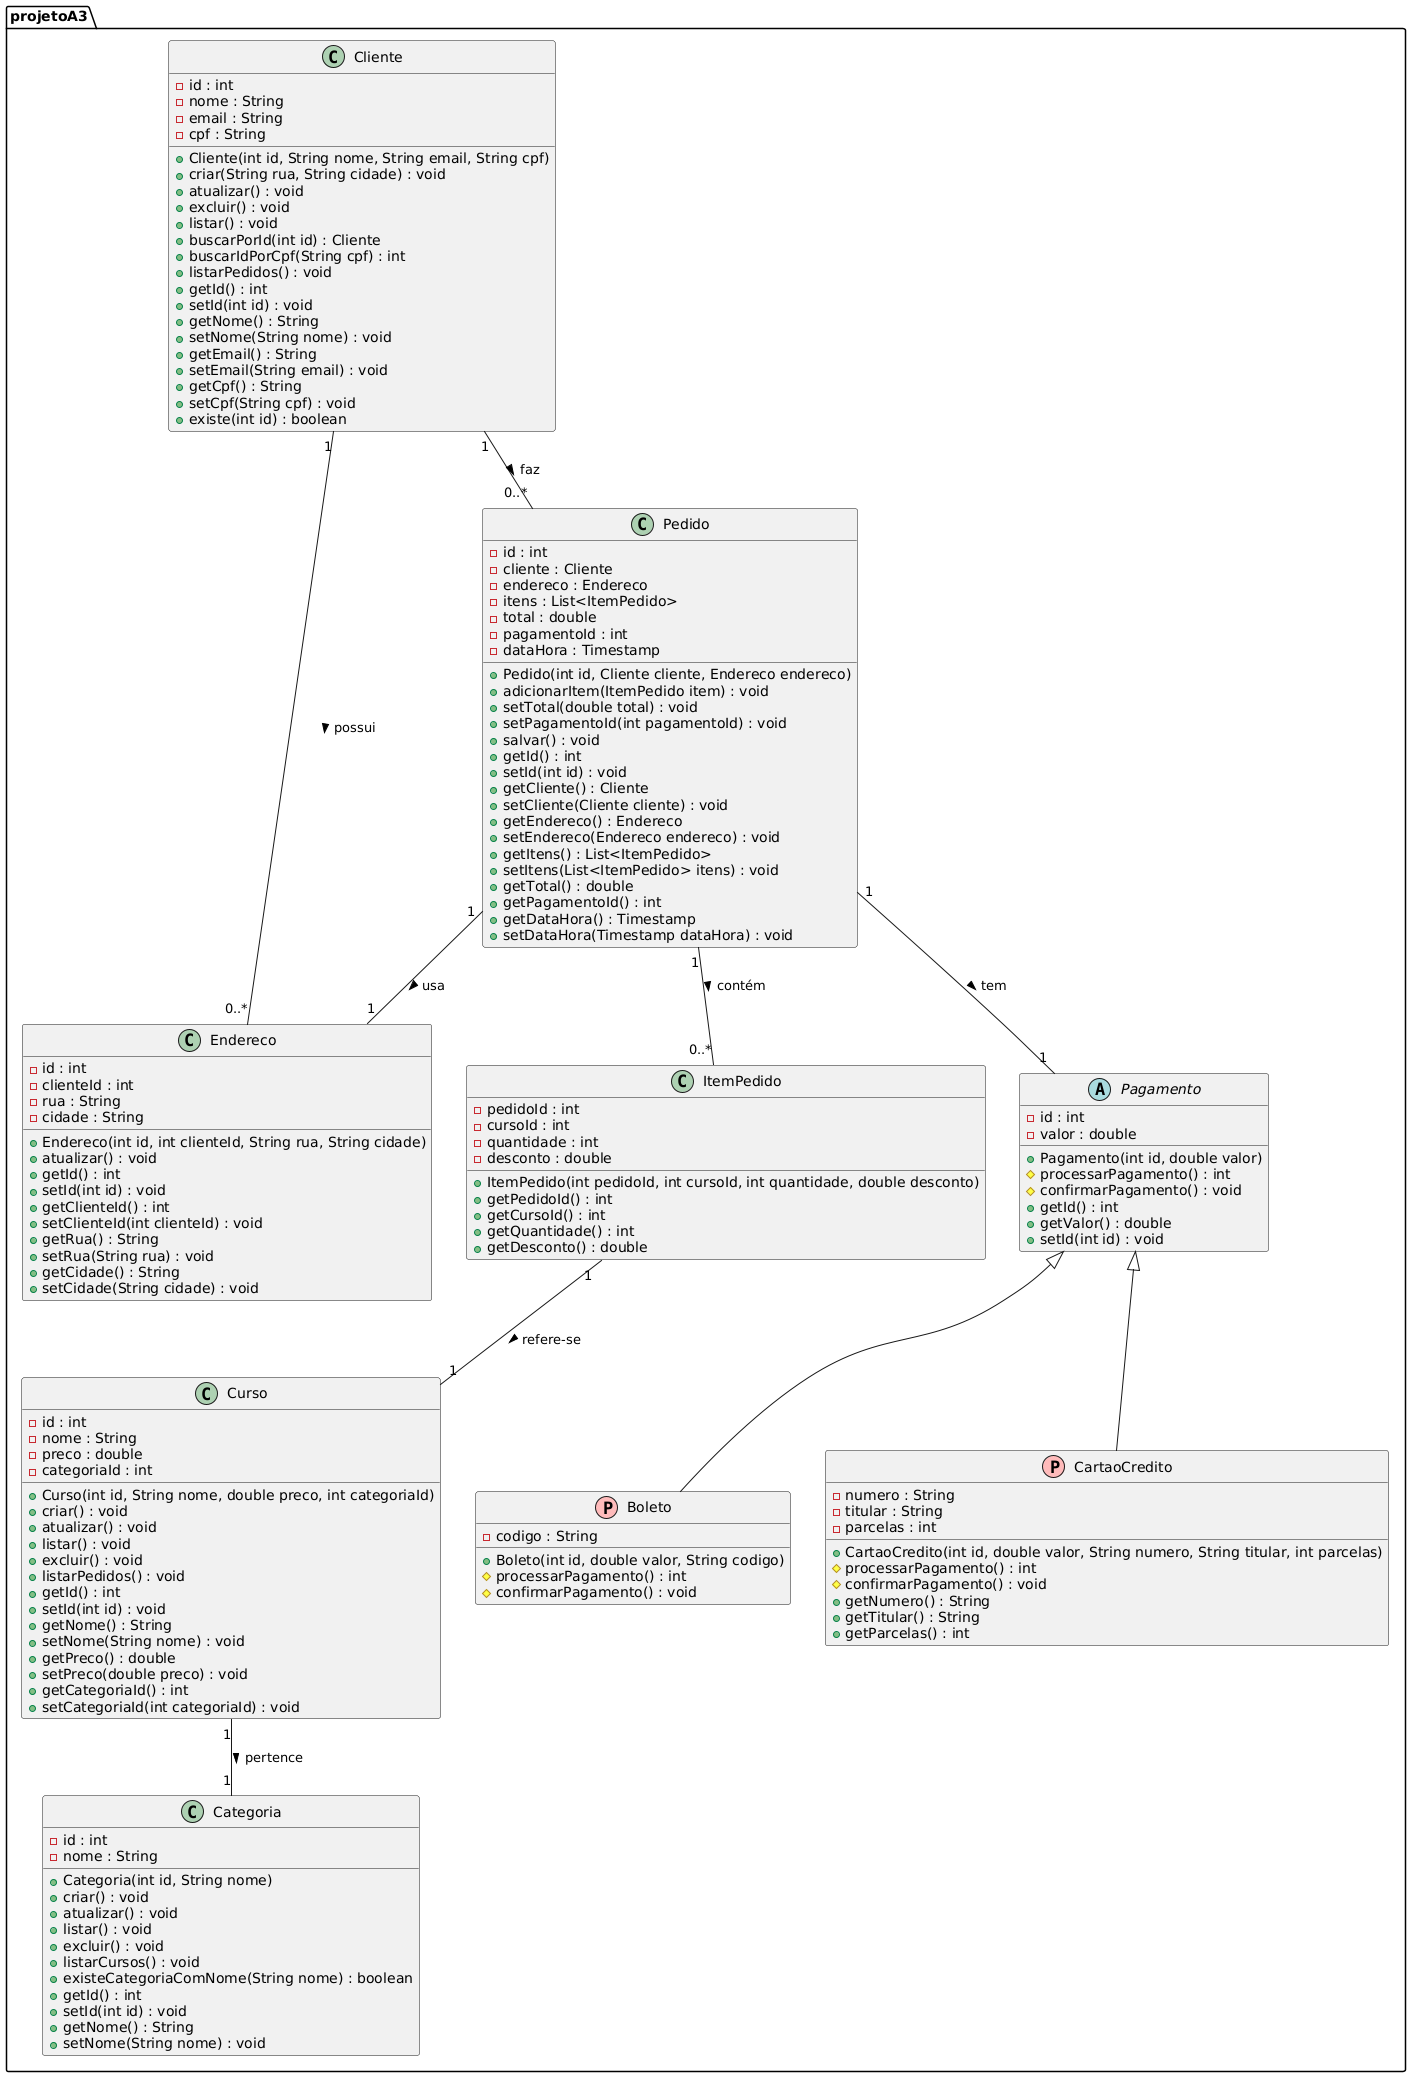 projetoA3
C Cliente
id : int
nome : String
email : String
cpf : String
Cliente(int id, String nome, String email, String cpf)
criar(String rua, String cidade) : void
atualizar() : void
excluir() : void
listar() : void
buscarPorId(int id) : Cliente
buscarIdPorCpf(String cpf) : int
listarPedidos() : void
getId() : int
setId(int id) : void
getNome() : String
setNome(String nome) : void
getEmail() : String
setEmail(String email) : void
getCpf() : String
setCpf(String cpf) : void
existe(int id) : boolean
1
1
faz
0..*
C Pedido
id : int
cliente : Cliente
endereco : Endereco
itens : List<ItemPedido>
total : double
pagamentoId : int
dataHora : Timestamp
Pedido(int id, Cliente cliente, Endereco endereco)
adicionarItem(ItemPedido item) : void
setTotal(double total) : void
setPagamentoId(int pagamentoId) : void
salvar() : void
getId() : int
setId(int id) : void
getCliente() : Cliente
setCliente(Cliente cliente) : void
getEndereco() : Endereco
setEndereco(Endereco endereco) : void
getItens() : List<ItemPedido>
setItens(List<ItemPedido> itens) : void
getTotal() : double
getPagamentoId() : int
getDataHora() : Timestamp
setDataHora(Timestamp dataHora) : void
possui
1
1
1
usa
contém
tem
0..*
1
0..*
1
C Endereco
id : int
clienteId : int
rua : String
cidade : String
Endereco(int id, int clienteId, String rua, String cidade)
atualizar() : void
getId() : int
setId(int id) : void
getClienteId() : int
setClienteId(int clienteId) : void
getRua() : String
setRua(String rua) : void
getCidade() : String
setCidade(String cidade) : void
C ItemPedido
pedidoId : int
cursoId : int
quantidade : int
desconto : double
ItemPedido(int pedidoId, int cursoId, int quantidade, double desconto)
getPedidoId() : int
getCursoId() : int
getQuantidade() : int
getDesconto() : double
A Pagamento
id : int
valor : double
Pagamento(int id, double valor)
processarPagamento() : int
confirmarPagamento() : void
getId() : int
getValor() : double
setId(int id) : void
1
refere-se
1
C Curso
id : int
nome : String
preco : double
categoriaId : int
Curso(int id, String nome, double preco, int categoriaId)
criar() : void
atualizar() : void
listar() : void
excluir() : void
listarPedidos() : void
getId() : int
setId(int id) : void
getNome() : String
setNome(String nome) : void
getPreco() : double
setPreco(double preco) : void
getCategoriaId() : int
setCategoriaId(int categoriaId) : void
P Boleto
codigo : String
Boleto(int id, double valor, String codigo)
processarPagamento() : int
confirmarPagamento() : void
P CartaoCredito
numero : String
titular : String
parcelas : int
CartaoCredito(int id, double valor, String numero, String titular, int parcelas)
processarPagamento() : int
confirmarPagamento() : void
getNumero() : String
getTitular() : String
getParcelas() : int
1
pertence
1
C Categoria
id : int
nome : String
Categoria(int id, String nome)
criar() : void
atualizar() : void
listar() : void
excluir() : void
listarCursos() : void
existeCategoriaComNome(String nome) : boolean
getId() : int
setId(int id) : void
getNome() : String
setNome(String nome) : void